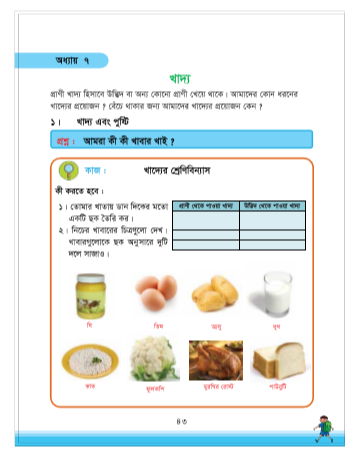 অধ্যায় ৭
খাদ্য
প্রাণী খাদ্য হিসাবে উদ্ভিদ বা অন্য কোনো প্রাণী খেয়ে থাকে। আমাদের কোন ধরনের
খাদ্যের প্রয়োজন ? বেঁচে থাকার জন্য আমাদের খাদ্যের প্রয়োজন কেন ?
১। খাদ্য এবং পুষ্টি
প্রশ্ন : আমরা কী কী খাবার খাই ?
কাজ : খাদ্যের শ্রেণিবিন্যাস
কী করতে হবে :
১। তোমার খাতায় ডান দিকের মতো
একটি ছক তৈরি কর।
২। নিচের খাবারের চিত্রগুলো দেখ।
খাবারগুলোকে ছক অনুসারে দুটি
দলে সাজাও।
প্রাণী থেকে পাওয়া খাদ্য উদ্ভিদ থেকে পাওয়া খাদ্য
ঘি ডিম আলু দুধ
ভাত ফুলকপি মুরগির রোস্ট পাউরুটি
৪৩